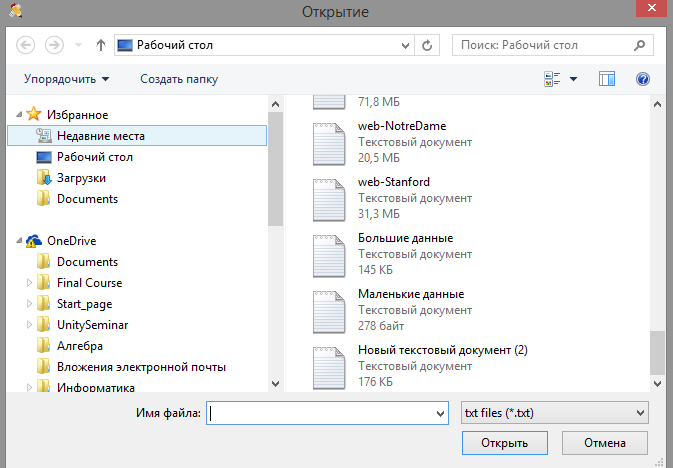 Открытие
Рабочий стол
Поиск: Рабочий стол
Упорядочить
Создать папку
Избранное
Недавние места
Рабочий стол
Загрузки
Documents
OneDrive
Documents
Final Course
Start_page
UnitySeminar
Алгебра
Вложения электронной почты
Информатика
71,8 МБ
web-NotreDame
Текстовый документ
20,5 МБ
web-Stanford
Текстовый документ
31,3 МБ
Большие данные
Текстовый документ
145 КБ
Маленькие данные
Текстовый документ
278 байт
Новый текстовый документ (2)
Текстовый документ
176 КБ
Имя файла:
txt files (*.txt)
Открыть
Отмена